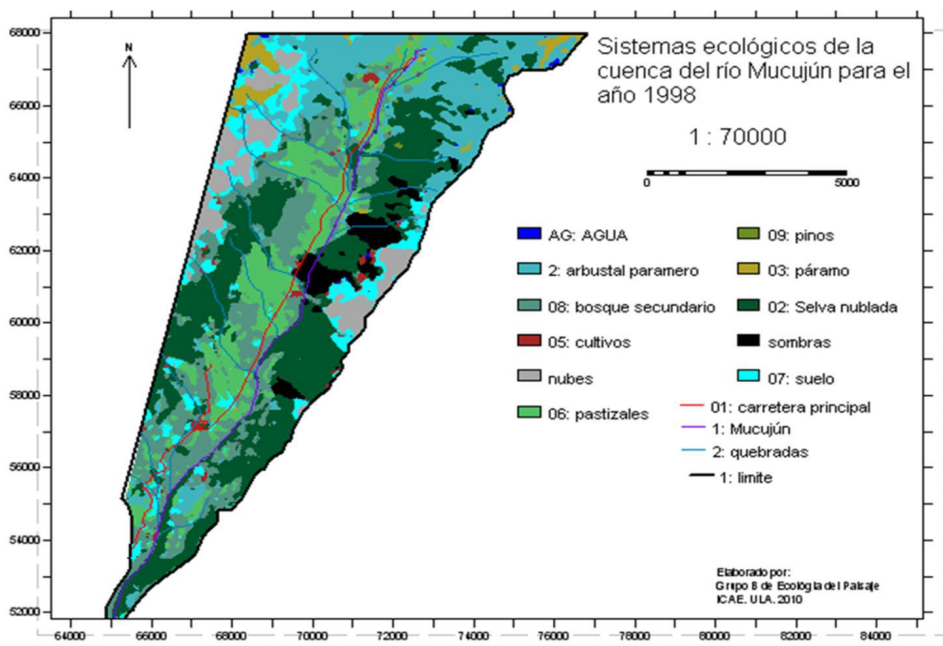 Sistemas ecológicos de la
cuenca del río Mucujún para el
año 1998
1 : 70000
0 5000
N
AG: AGUA
2: arbustal paramero
08: bosque secundario
05: cultivos
nubes
06: pastizales
09: pinos
03: páramo
02: Selva nublada
sombras
07: suelo
01: carretera principal
1: Mucujún
2: quebradas
1: limite
Elaborado por:
Grupo B de Ecología del Paisaje
ICAE. ULA. 2010
68000
66000
64000
62000
60000
58000
56000
54000
52000
64000 66000 68000 70000 72000 74000 76000 78000 80000 82000 84000